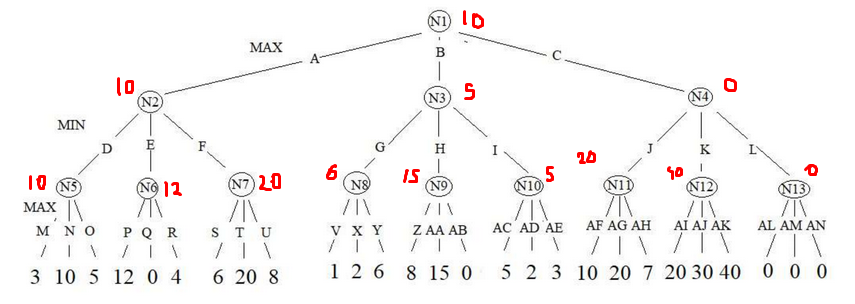 N1 10
MAX A B C
10 N2 N3 5 N4 0
MIN D E F G H I J K L
10 N5 N6 12 N7 20 6 N8 15 N9 N10 5 20 N11 40 N12 N13 0
MAX
M N O P Q R S T U V X Y Z AA AB AC AD AE AF AG AH AI AJ AK AL AM AN
3 10 5 12 0 4 6 20 8 1 2 6 8 15 0 5 2 3 10 20 7 20 30 40 0 0 0